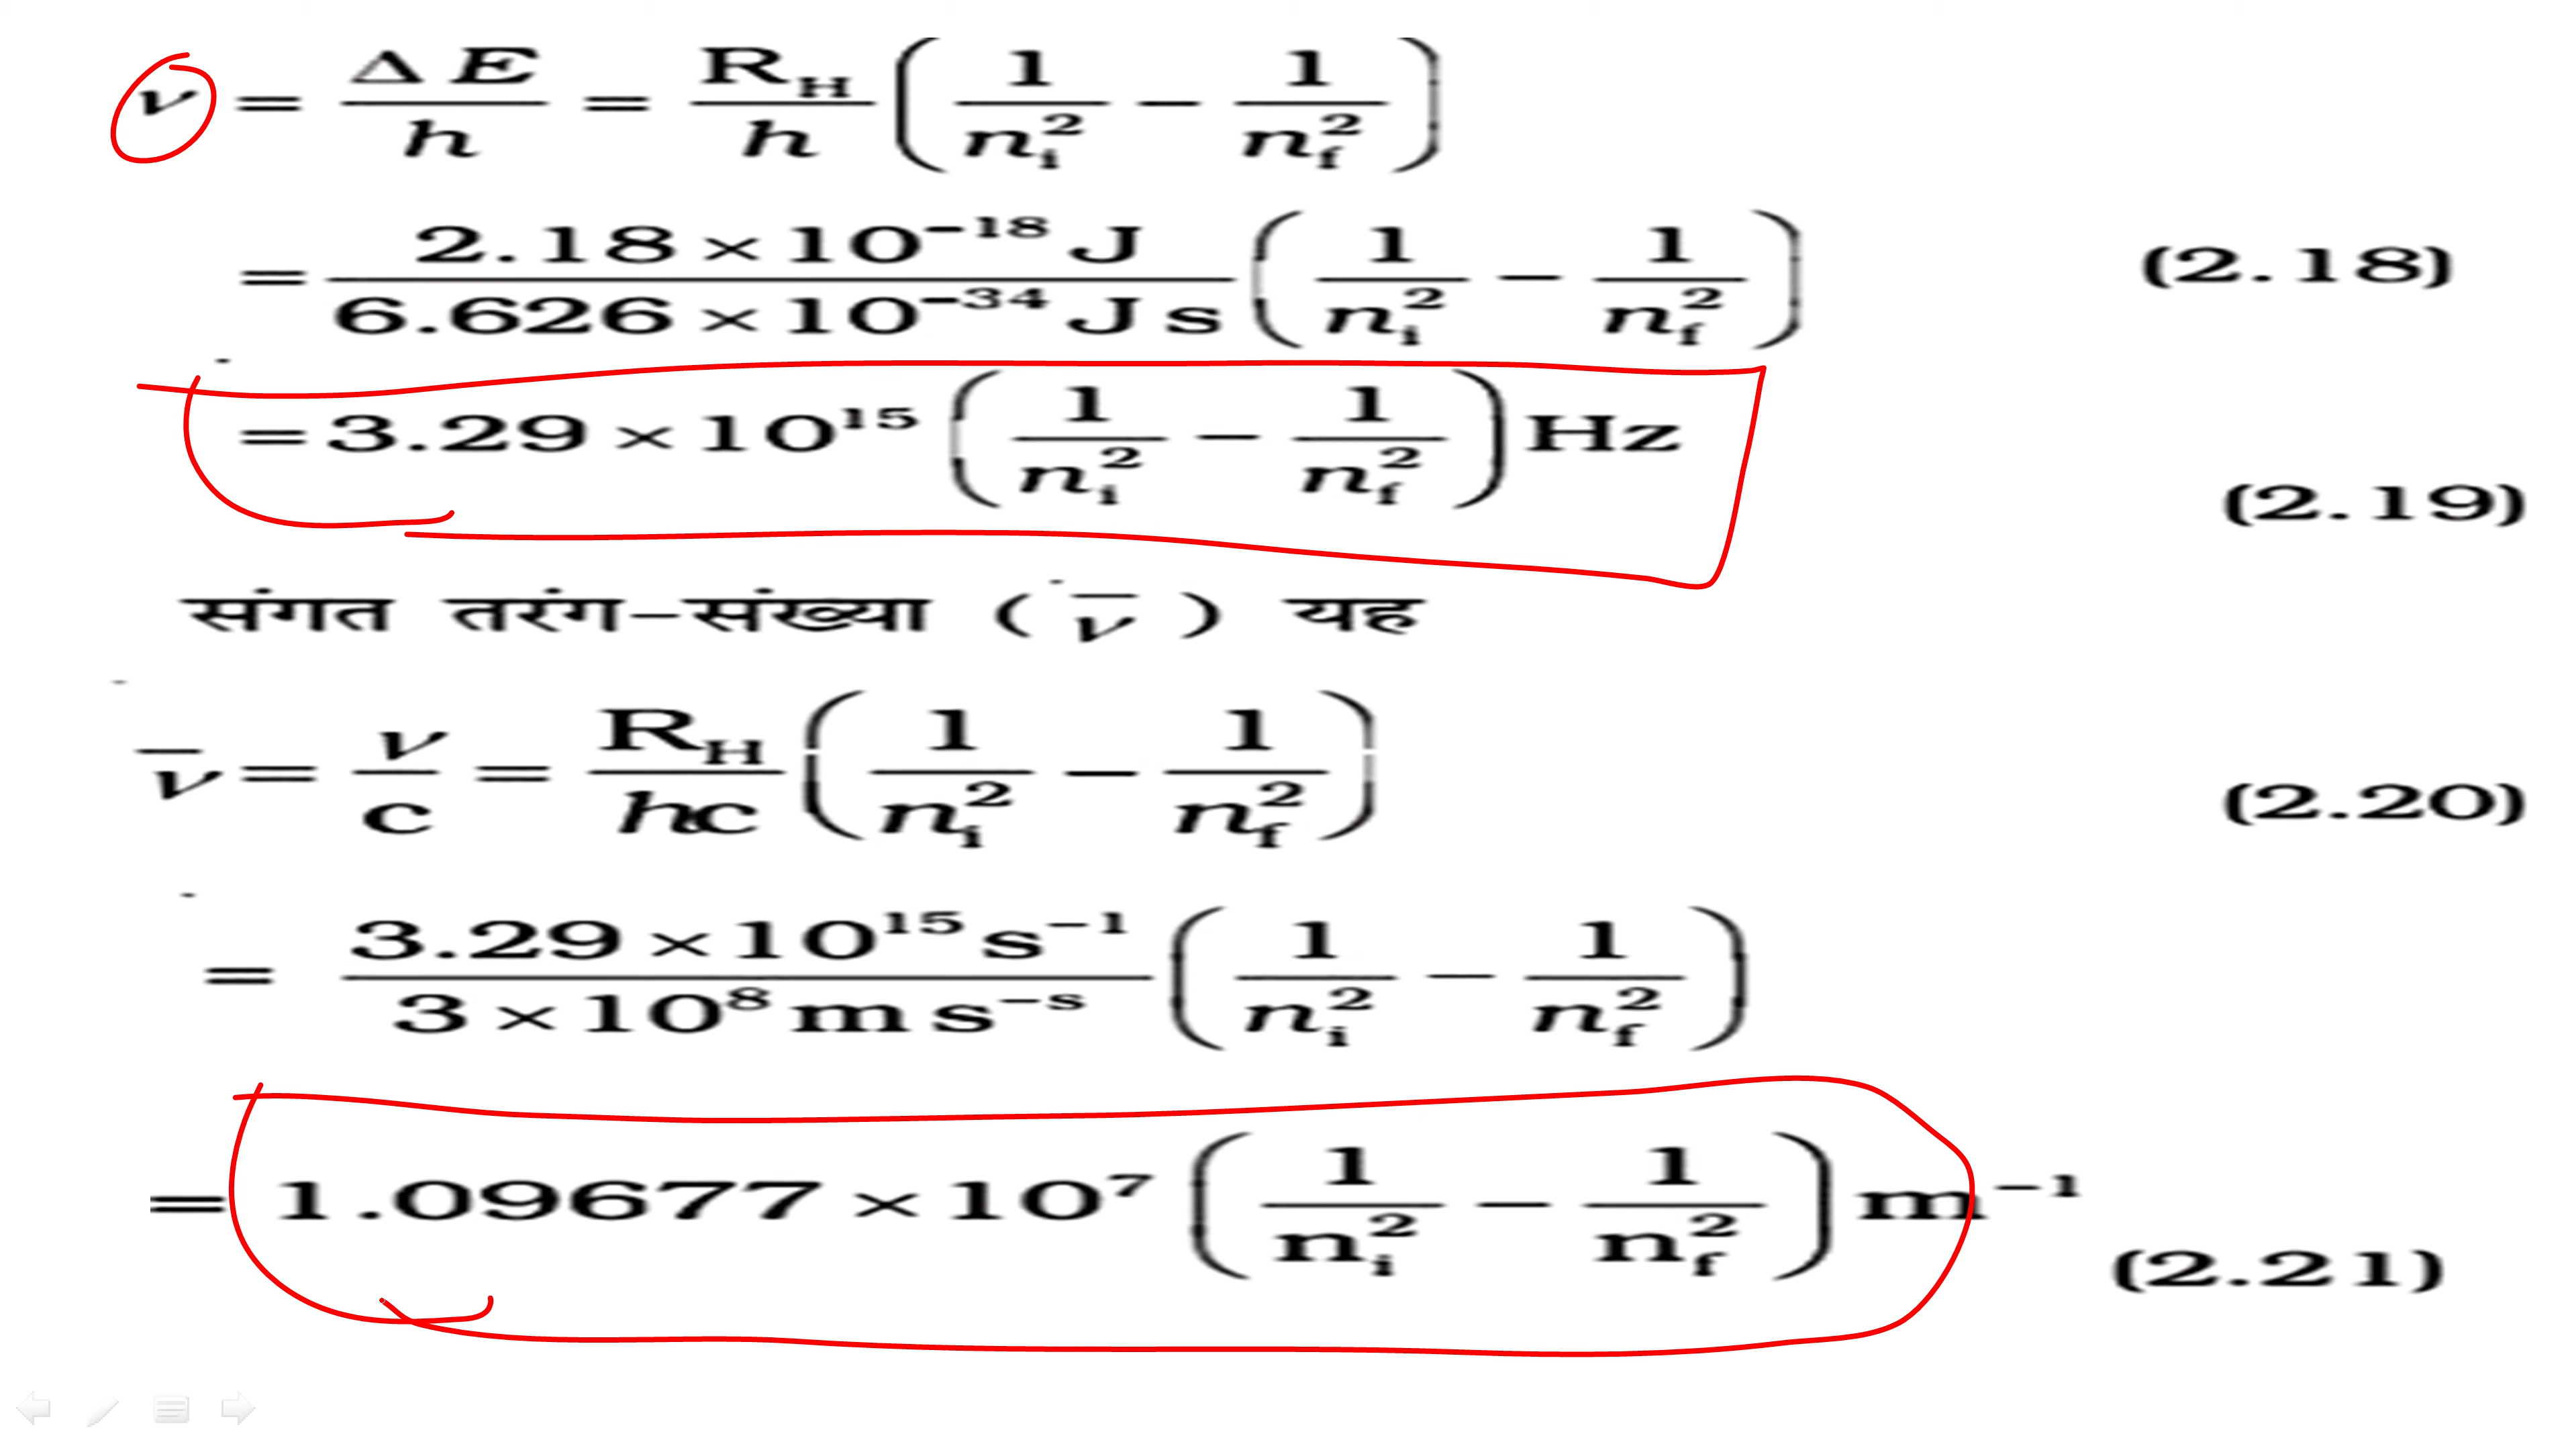 ν = ΔE/h = R_H/h (1/n_i² − 1/n_f²)
= 2.18 × 10⁻¹⁸ J / 6.626 × 10⁻³⁴ J s (1/n_i² − 1/n_f²) (2.18)
= 3.29 × 10¹⁵ (1/n_i² − 1/n_f²) Hz
(2.19)
संगत तरंग-संख्या ( ν̅ ) यह
ν̅ = ν/c = R_H/hc (1/n_i² − 1/n_f²) (2.20)
= 3.29 × 10¹⁵ s⁻¹ / 3 × 10⁸ m s⁻ˢ (1/n_i² − 1/n_f²)
= 1.09677 × 10⁷ (1/n_i² − 1/n_f²) m⁻¹
(2.21)